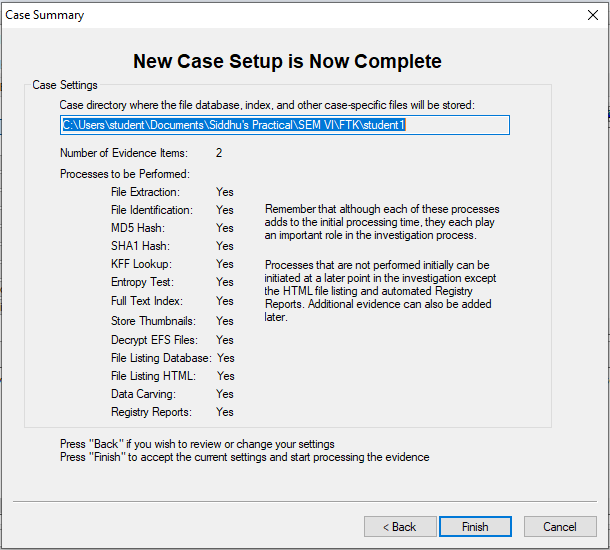 Case Summary
New Case Setup is Now Complete
Case Settings
Case directory where the file database, index, and other case-specific files will be stored:
C:\Users\student\Documents\Siddhu's Practical\SEM VI\FTK\student1
Number of Evidence Items: 2
Processes to be Performed:
File Extraction: Yes
File Identification: Yes
MD5 Hash: Yes
SHA1 Hash: Yes
KFF Lookup: Yes
Entropy Test: Yes
Full Text Index: Yes
Store Thumbnails: Yes
Decrypt EFS Files: Yes
File Listing Database: Yes
File Listing HTML: Yes
Data Carving: Yes
Registry Reports: Yes
Remember that although each of these processes
adds to the initial processing time, they each play
an important role in the investigation process.
Processes that are not performed initially can be
initiated at a later point in the investigation except
the HTML file listing and automated Registry
Reports. Additional evidence can also be added
later.
Press "Back" if you wish to review or change your settings
Press "Finish" to accept the current settings and start processing the evidence
< Back
Finish
Cancel